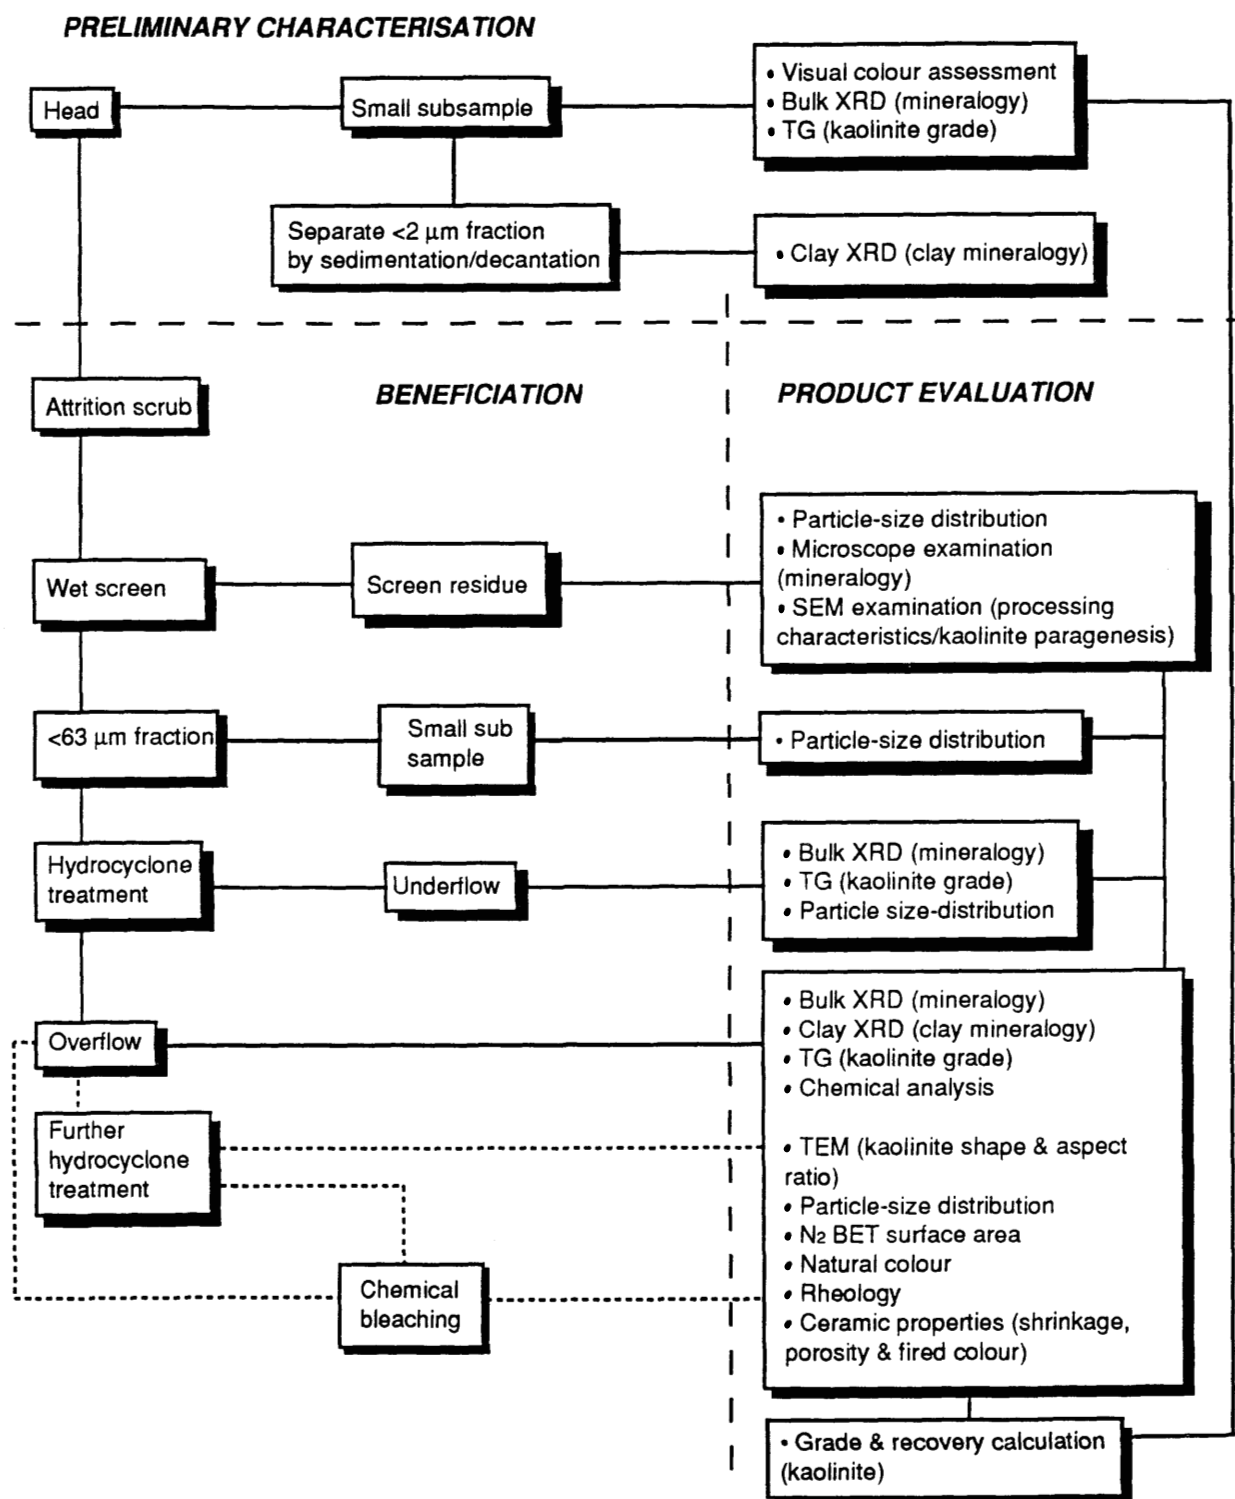 PRELIMINARY CHARACTERISATION
Head
Small subsample
• Visual colour assessment
• Bulk XRD (mineralogy)
• TG (kaolinite grade)
Separate <2 µm fraction
by sedimentation/decantation
• Clay XRD (clay mineralogy)
Attrition scrub
BENEFICIATION
PRODUCT EVALUATION
Wet screen
Screen residue
• Particle-size distribution
• Microscope examination
(mineralogy)
• SEM examination (processing
characteristics/kaolinite paragenesis)
<63 µm fraction
Small sub
sample
• Particle-size distribution
Hydrocyclone
treatment
Underflow
• Bulk XRD (mineralogy)
• TG (kaolinite grade)
• Particle size-distribution
Overflow
• Bulk XRD (mineralogy)
• Clay XRD (clay mineralogy)
• TG (kaolinite grade)
• Chemical analysis
• TEM (kaolinite shape & aspect
ratio)
• Particle-size distribution
• N2 BET surface area
• Natural colour
• Rheology
• Ceramic properties (shrinkage,
porosity & fired colour)
Further
hydrocyclone
treatment
Chemical
bleaching
• Grade & recovery calculation
(kaolinite)